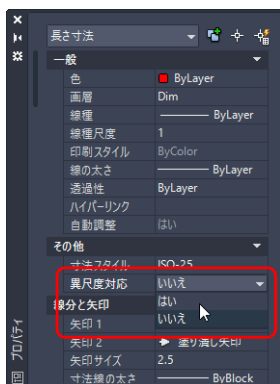 長さ寸法
一般
色 ByLayer
画層 Dim
線種 ByLayer
線種尺度 1
印刷スタイル ByColor
線の太さ ByLayer
透過性 ByLayer
ハイパーリンク
自動調整 はい
その他
寸法スタイル ISO-25
異尺度対応 いいえ
はい
線分と矢印
いいえ
矢印 1
矢印 2 塗り潰し矢印
矢印サイズ 2.5
寸法線の太さ ByBlock
プロパティ